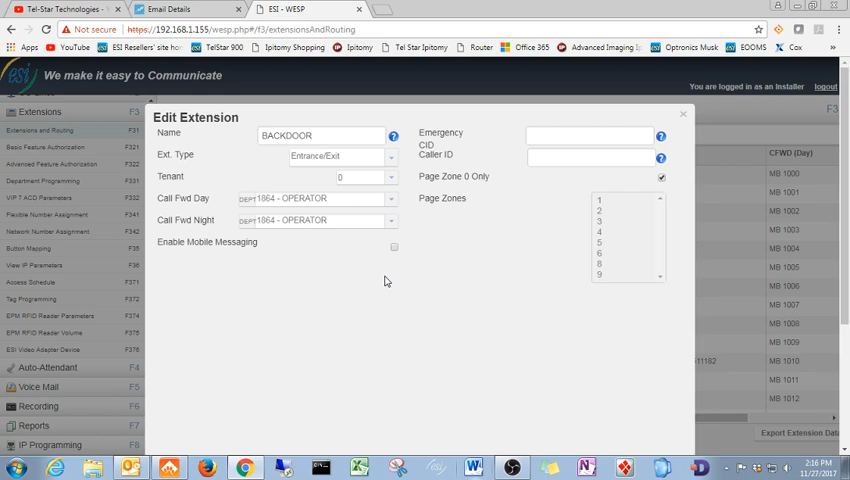 Tel-Star Technologies -
Email Details
ESI - WESP
Not secure
https://192.168.1.155/wesp.php#/f3/extensionsAndRouting
Apps
YouTube
ESI Resellers' site ho
TelStar 900
Ipitomy Shopping
Ipitomy
Tel Star Ipitomy
Router
Office 365
Advanced Imaging Ip
Optronics Musk
EOOMS
Cox
esi
We make it easy to Communicate
You are logged in as an Installer
logout
Extensions F3
Extensions and Routing F31
Basic Feature Authorization F32
Advanced Feature Authorization F32
Department Programming F33
VIP 7 ACD Parameters
Flexible Number Assignment F34
Network Number Assignment F34
Button Mapping F35
View IP Parameters F36
Access Schedule F371
Tag Programming F372
EPM RFID Reader Parameters F374
EPM RFID Reader Volume F375
ESI Video Adapter Device F376
Auto-Attendant F4
Voice Mail F5
Recording F6
Reports F7
IP Programming F8
Edit Extension
×
Name
BACKDOOR
Ext. Type
Entrance/Exit
Tenant
0
Call Fwd Day
DEPT 1864 - OPERATOR
Call Fwd Night
DEPT 1864 - OPERATOR
Enable Mobile Messaging
Emergency
CID
Caller ID
Page Zone 0 Only
Page Zones
1
2
3
4
5
6
8
9
F3
CFWD (Day)
MB 1000
MB 1001
MB 1002
MB 1003
MB 1004
MB 1005
MB 1006
MB 1007
MB 1008
MB 1009
-11182
MB 1010
MB 1011
MB 1012
Export Extension Data
2:16 PM
11/27/2017